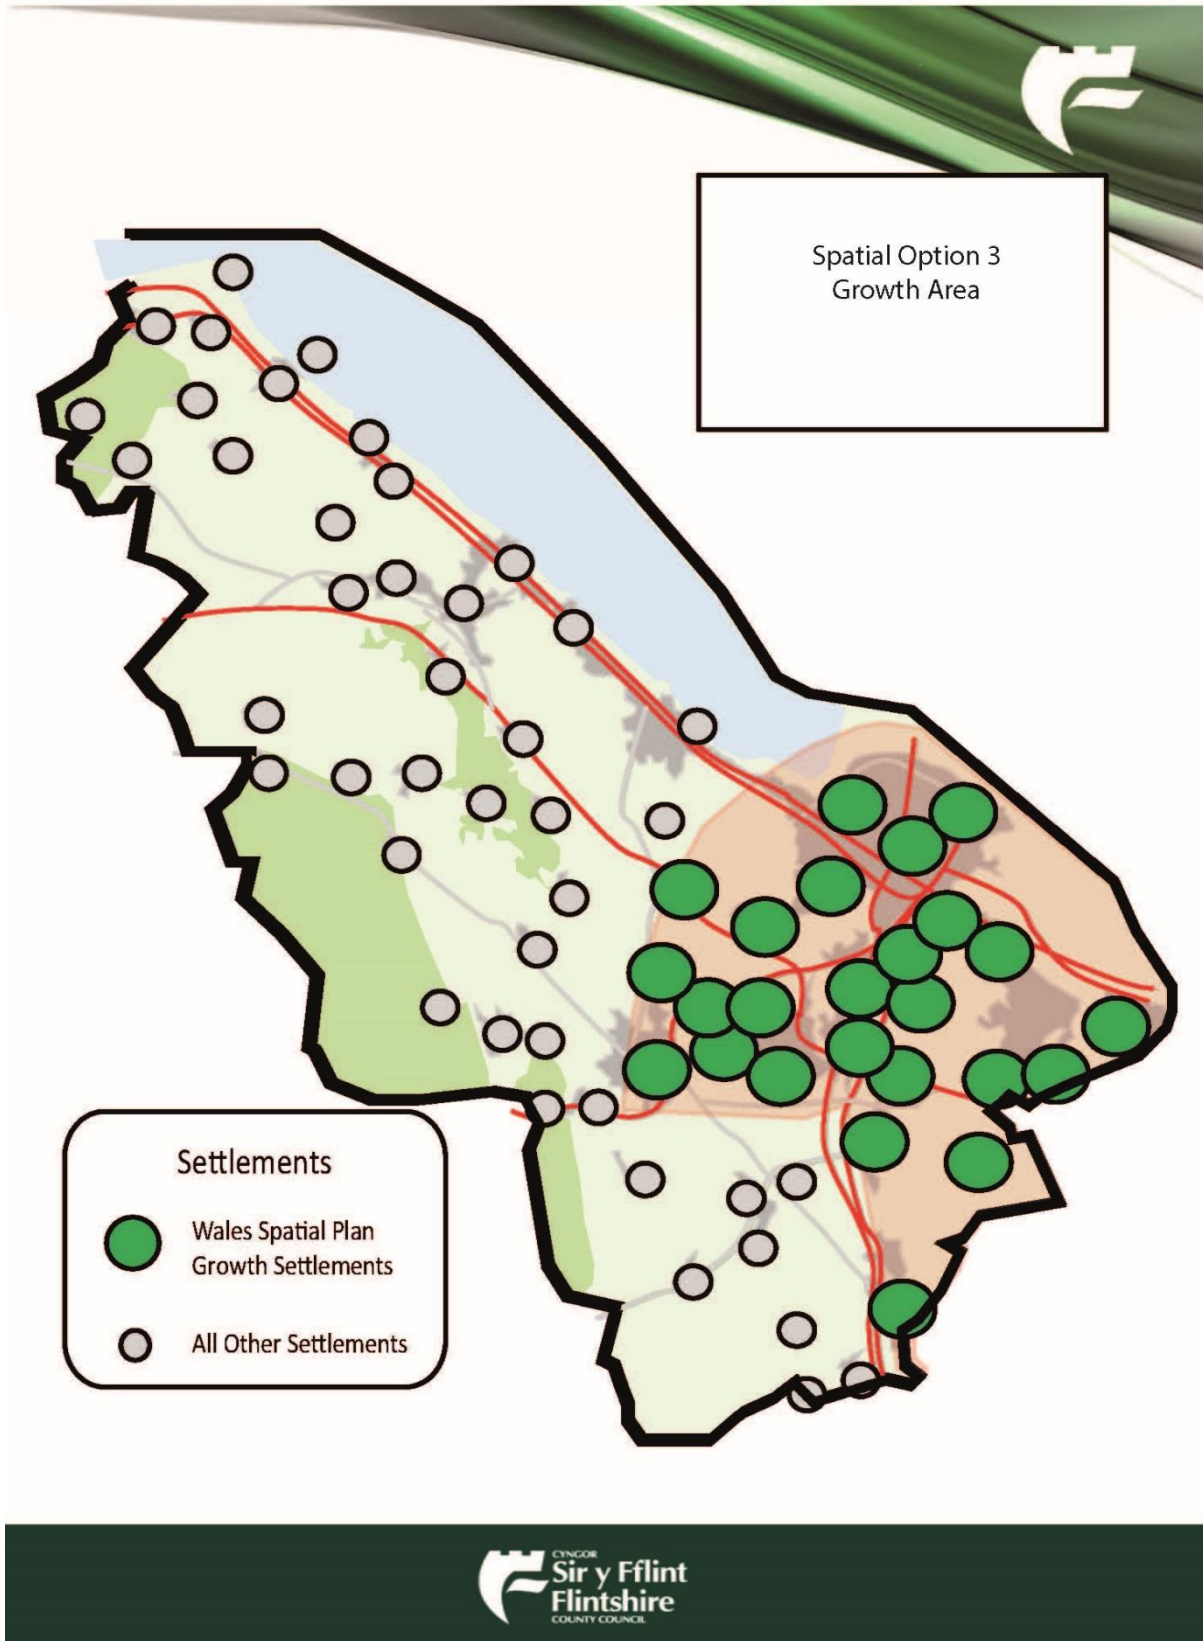 Spatial Option 3
Growth Area
Settlements
Wales Spatial Plan
Growth Settlements
All Other Settlements
CYNGOR
Sir y Fflint
Flintshire
COUNTY COUNCIL